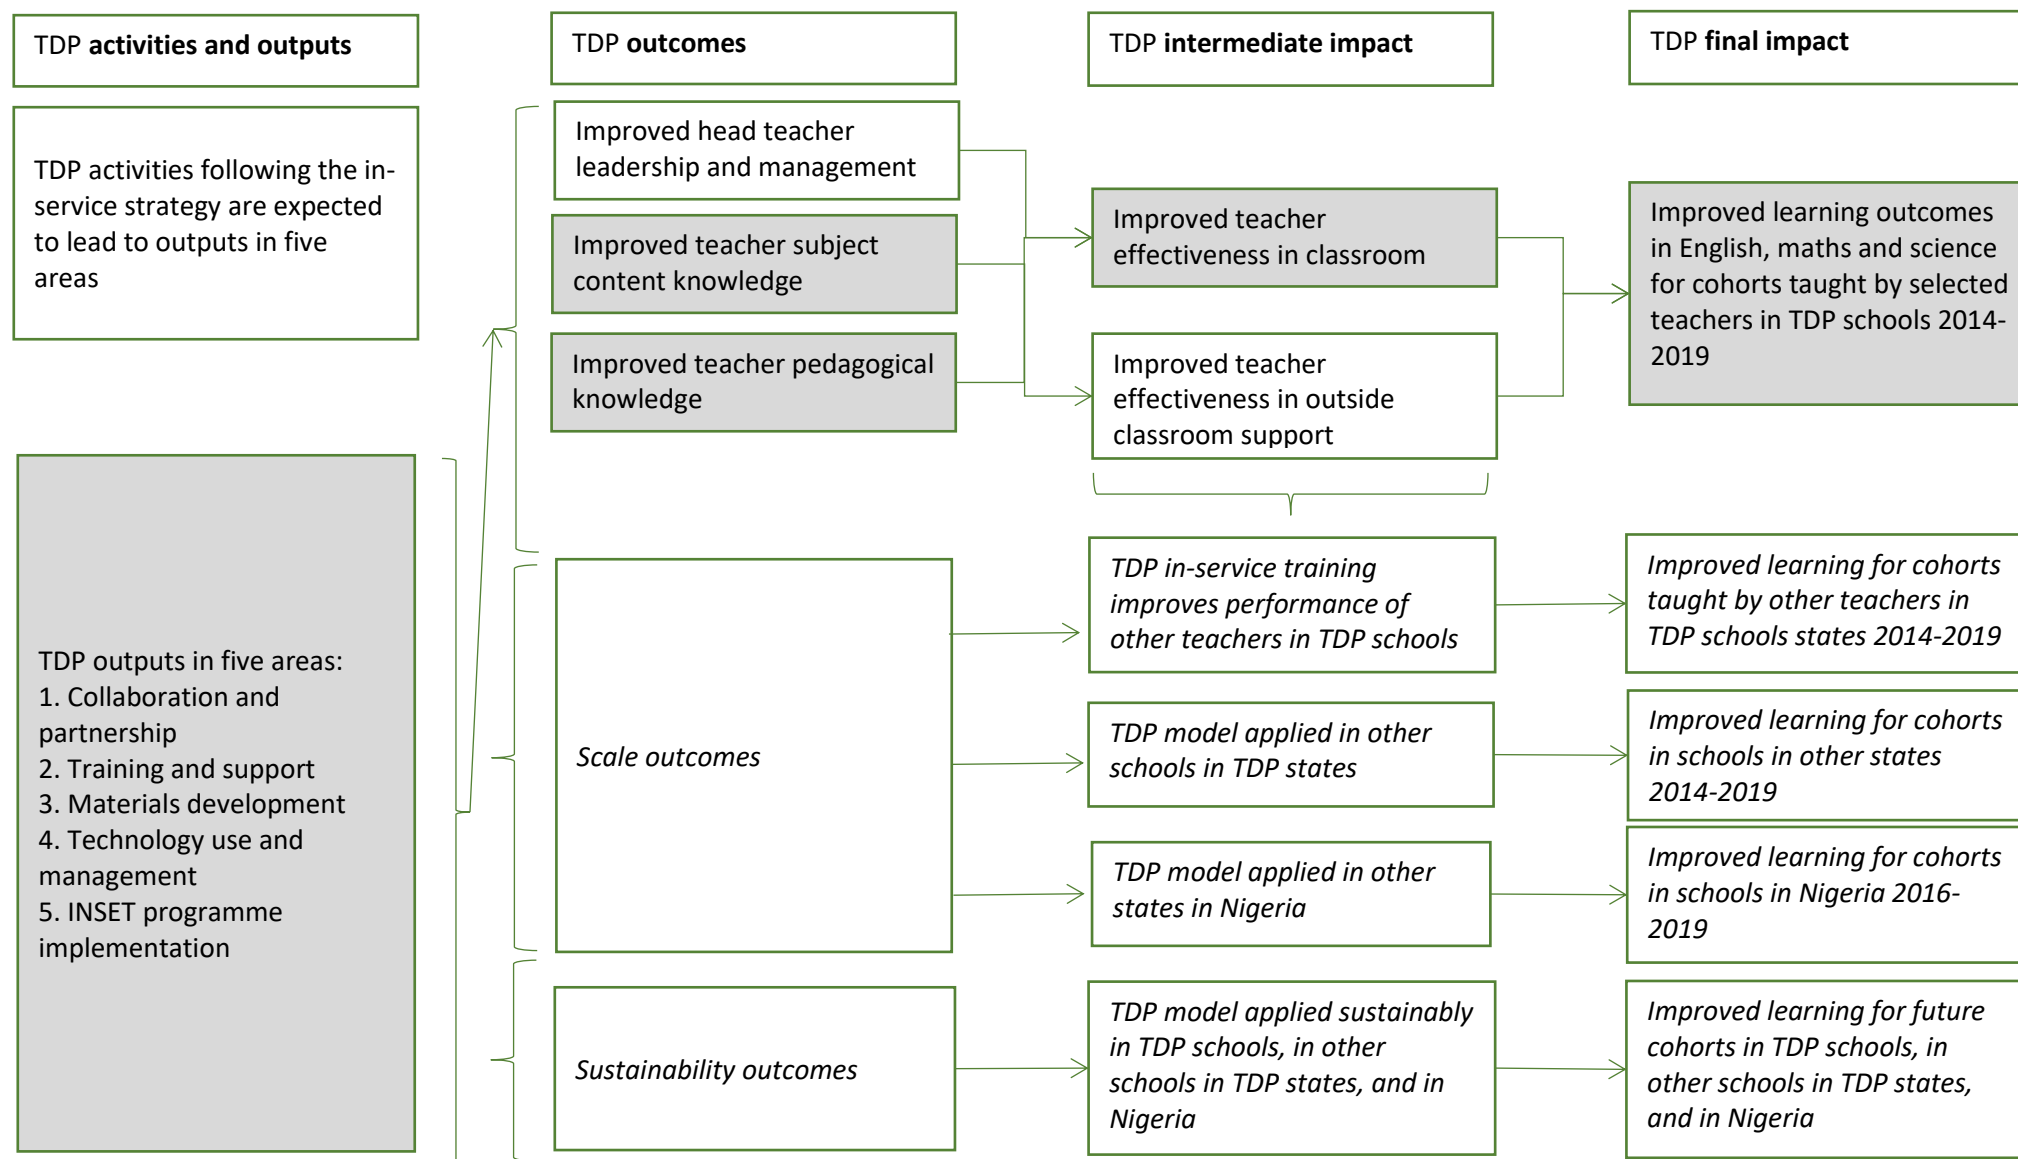 TDP activities and outputs
TDP outcomes
TDP intermediate impact
TDP final impact
TDP activities following the in-
service strategy are expected
to lead to outputs in five
areas
TDP outputs in five areas:
1. Collaboration and
partnership
2. Training and support
3. Materials development
4. Technology use and
management
5. INSET programme
implementation
Improved head teacher
leadership and management
Improved teacher subject
content knowledge
Improved teacher pedagogical
knowledge
Scale outcomes
Sustainability outcomes
Improved teacher
effectiveness in classroom
Improved teacher
effectiveness in outside
classroom support
TDP in-service training
improves performance of
other teachers in TDP schools
TDP model applied in other
schools in TDP states
TDP model applied in other
states in Nigeria
TDP model applied sustainably
in TDP schools, in other
schools in TDP states, and in
Nigeria
Improved learning outcomes
in English, maths and science
for cohorts taught by selected
teachers in TDP schools 2014-
2019
Improved learning for cohorts
taught by other teachers in
TDP schools states 2014-2019
Improved learning for cohorts
in schools in other states
2014-2019
Improved learning for cohorts
in schools in Nigeria 2016-
2019
Improved learning for future
cohorts in TDP schools, in
other schools in TDP states,
and in Nigeria